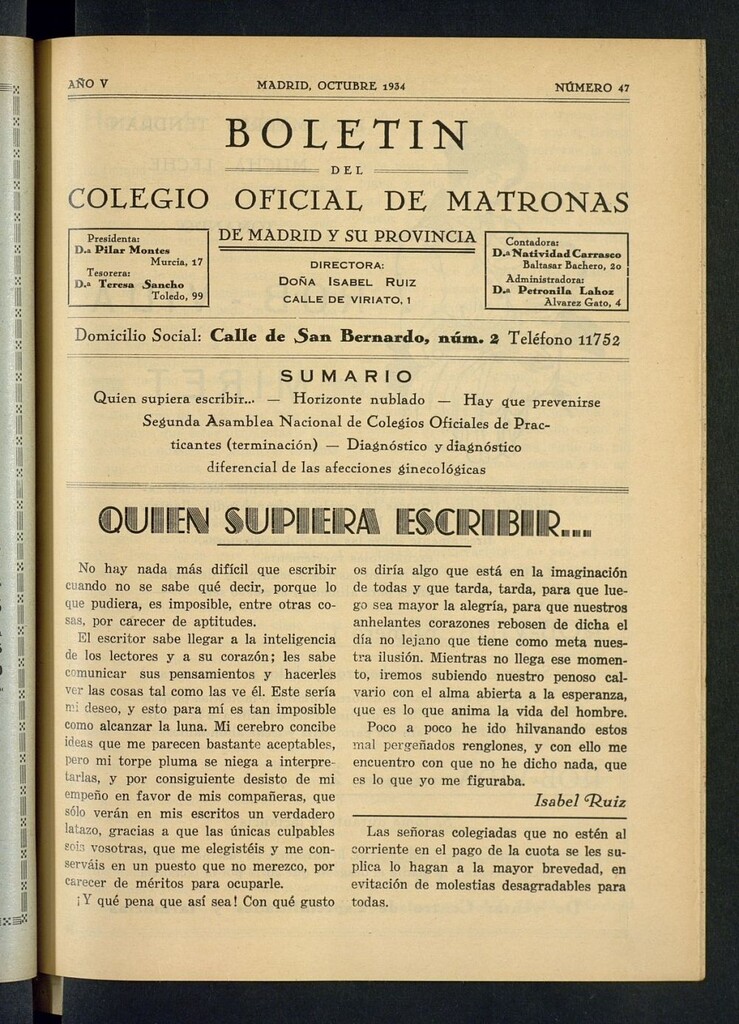 AÑO V
MADRID, OCTUBRE 1934
NÚMERO 47
BOLETIN
DEL
COLEGIO OFICIAL DE MATRONAS
DE MADRID Y SU PROVINCIA
Presidenta:
D.ª Pilar Montes
Murcia, 17
Tesorera:
D.ª Teresa Sancho
Toledo, 99
DIRECTORA:
DOÑA ISABEL RUIZ
CALLE DE VIRIATO, 1
Contadora:
D.ª Natividad Carrasco
Baltasar Bachero, 20
Administradora:
D.ª Petronila Lahoz
Alvarez Gato, 4
Domicilio Social: Calle de San Bernardo, núm. 2 Teléfono 11752
SUMARIO
Quien supiera escribir... — Horizonte nublado — Hay que prevenirse
Segunda Asamblea Nacional de Colegios Oficiales de Prac-
ticantes (terminación) — Diagnóstico y diagnóstico
diferencial de las afecciones ginecológicas
QUIEN SUPIERA ESCRIBIR...
No hay nada más difícil que escribir
cuando no se sabe qué decir, porque lo
que pudiera, es imposible, entre otras co-
sas, por carecer de aptitudes.
El escritor sabe llegar a la inteligencia
de los lectores y a su corazón; les sabe
comunicar sus pensamientos y hacerles
ver las cosas tal como las ve él. Este sería
mi deseo, y esto para mí es tan imposible
como alcanzar la luna. Mi cerebro concibe
ideas que me parecen bastante aceptables,
pero mi torpe pluma se niega a interpre-
tarlas, y por consiguiente desisto de mi
empeño en favor de mis compañeras, que
sólo verán en mis escritos un verdadero
latazo, gracias a que las únicas culpables
sois vosotras, que me elegistéis y me con-
serváis en un puesto que no merezco, por
carecer de méritos para ocuparle.
¡Y qué pena que así sea! Con qué gusto
os diría algo que está en la imaginación
de todas y que tarda, tarda, para que lue-
go sea mayor la alegría, para que nuestros
anhelantes corazones rebosen de dicha el
día no lejano que tiene como meta nues-
tra ilusión. Mientras no llega ese momen-
to, iremos subiendo nuestro penoso cal-
vario con el alma abierta a la esperanza,
que es lo que anima la vida del hombre.
Poco a poco he ido hilvanando estos
mal pergeñados renglones, y con ello me
encuentro con que no he dicho nada, que
es lo que yo me figuraba.
Isabel Ruiz
Las señoras colegiadas que no estén al
corriente en el pago de la cuota se les su-
plica lo hagan a la mayor brevedad, en
evitación de molestias desagradables para
todas.